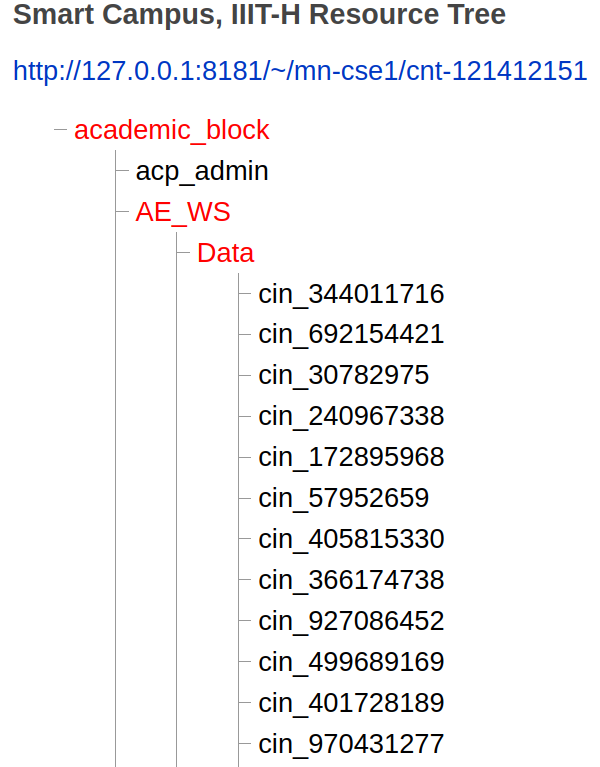 Smart Campus, IIIT-H Resource Tree
http://127.0.0.1:8181/~/mn-cse1/cnt-121412151
academic_block
acp_admin
AE_WS
Data
cin_344011716
cin_692154421
cin_30782975
cin_240967338
cin_172895968
cin_57952659
cin_405815330
cin_366174738
cin_927086452
cin_499689169
cin_401728189
cin_970431277